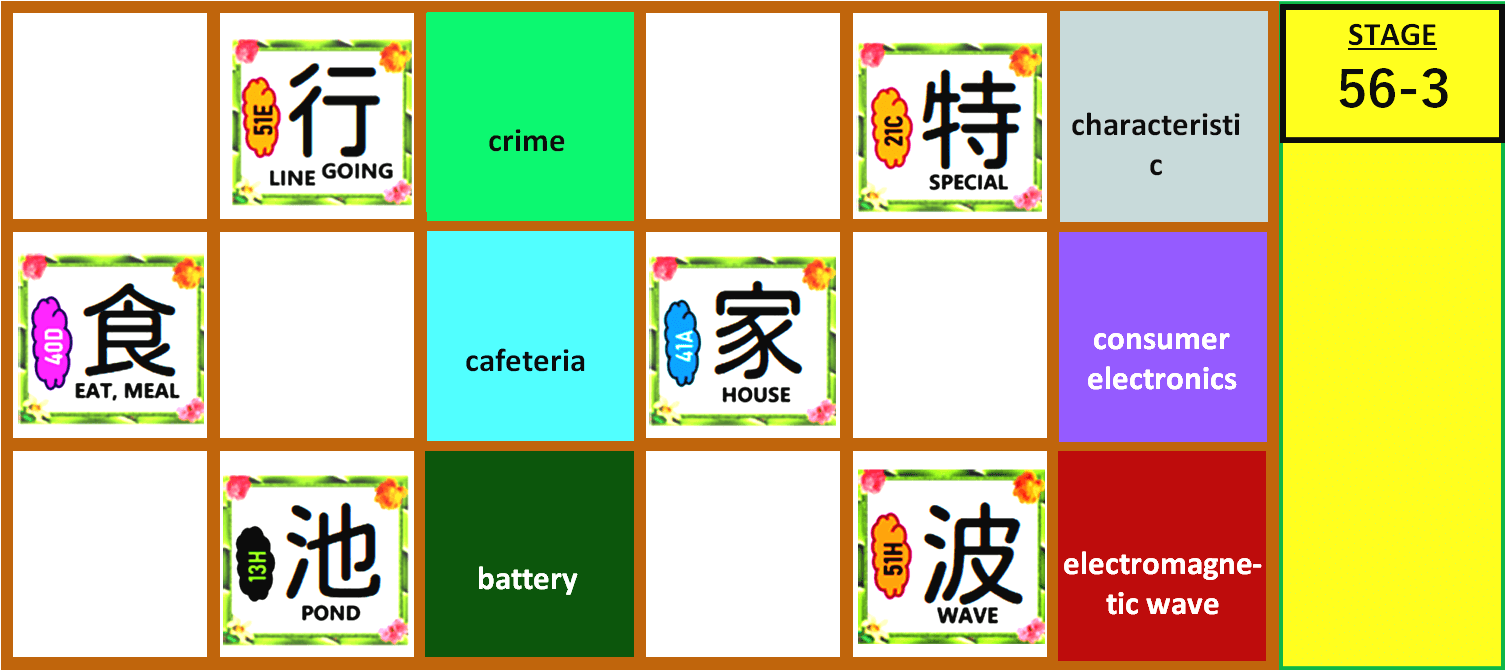 51E
行
LINE GOING
crime
21C
特
SPECIAL
characteristi
c
STAGE
56-3
40D
食
EAT, MEAL
cafeteria
41A
家
HOUSE
consumer
electronics
13H
池
POND
battery
51H
波
WAVE
electromagne-
tic wave